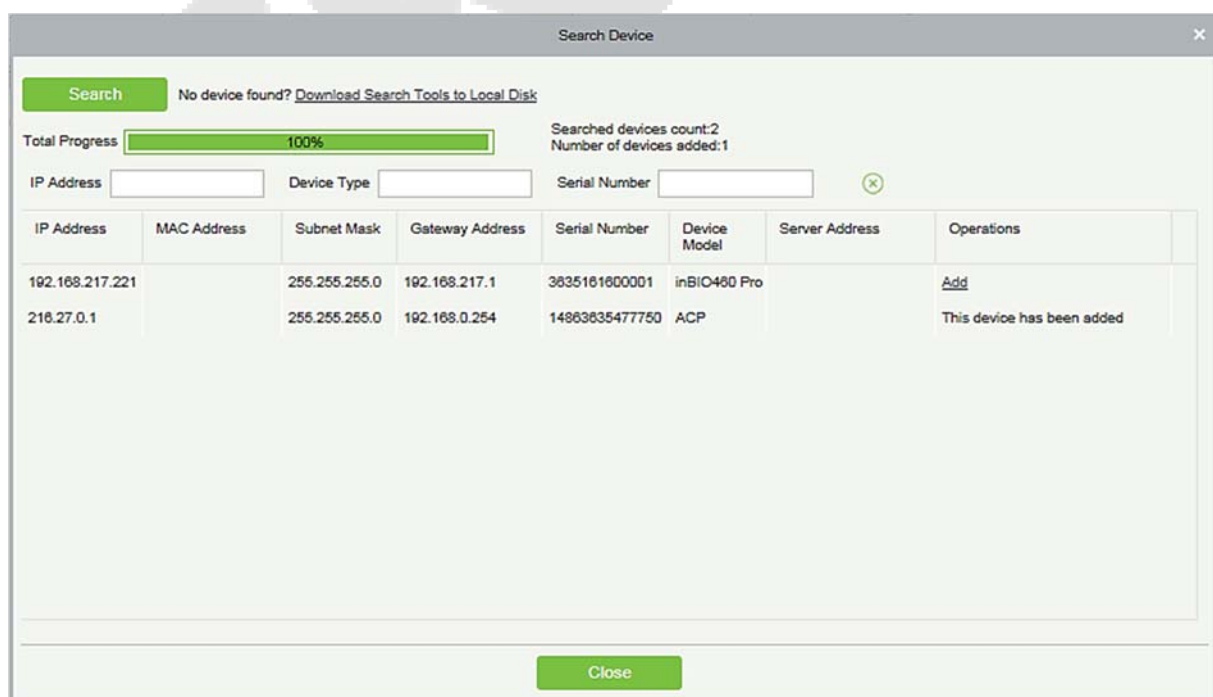 Search Device
×
Search No device found? Download Search Tools to Local Disk
Total Progress 100% Searched devices count:2
Number of devices added:1
IP Address Device Type Serial Number
IP Address MAC Address Subnet Mask Gateway Address Serial Number Device Model Server Address Operations
192.168.217.221 255.255.255.0 192.168.217.1 3635161600001 inBIO460 Pro Add
216.27.0.1 255.255.255.0 192.168.0.254 14863635477750 ACP This device has been added
Close